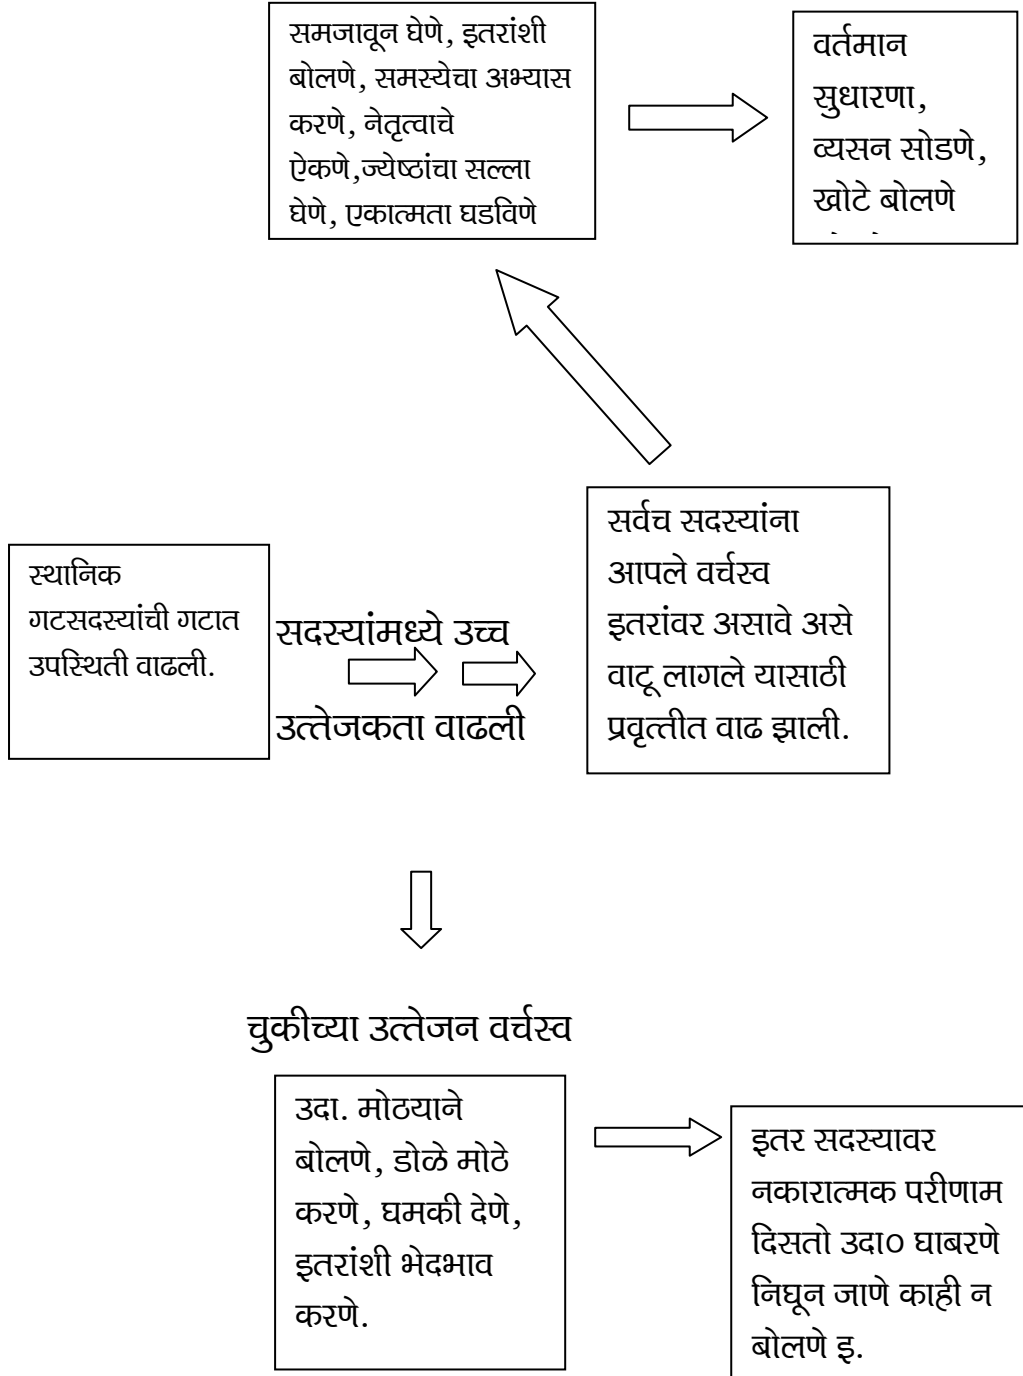 समजावून घेणे, इतरांशी
बोलणे, समस्येचा अभ्यास
करणे, नेतृत्वाचे
ऐकणे,ज्येष्ठांचा सल्ला
घेणे, एकात्मता घडविणे
वर्तमान
सुधारणा,
व्यसन सोडणे,
खोटे बोलणे
सर्वच सदस्यांना
आपले वर्चस्व
इतरांवर असावे असे
वाटू लागले यासाठी
प्रवृत्तीत वाढ झाली.
स्थानिक
गटसदस्यांची गटात
उपस्थिती वाढली.
सदस्यांमध्ये उच्च
उत्तेजकता वाढली
चुकीच्या उत्तेजन वर्चस्व
उदा. मोठयाने
बोलणे, डोळे मोठे
करणे, घमकी देणे,
इतरांशी भेदभाव
करणे.
इतर सदस्यावर
नकारात्मक परीणाम
दिसतो उदा० घाबरणे
निघून जाणे काही न
बोलणे इ.